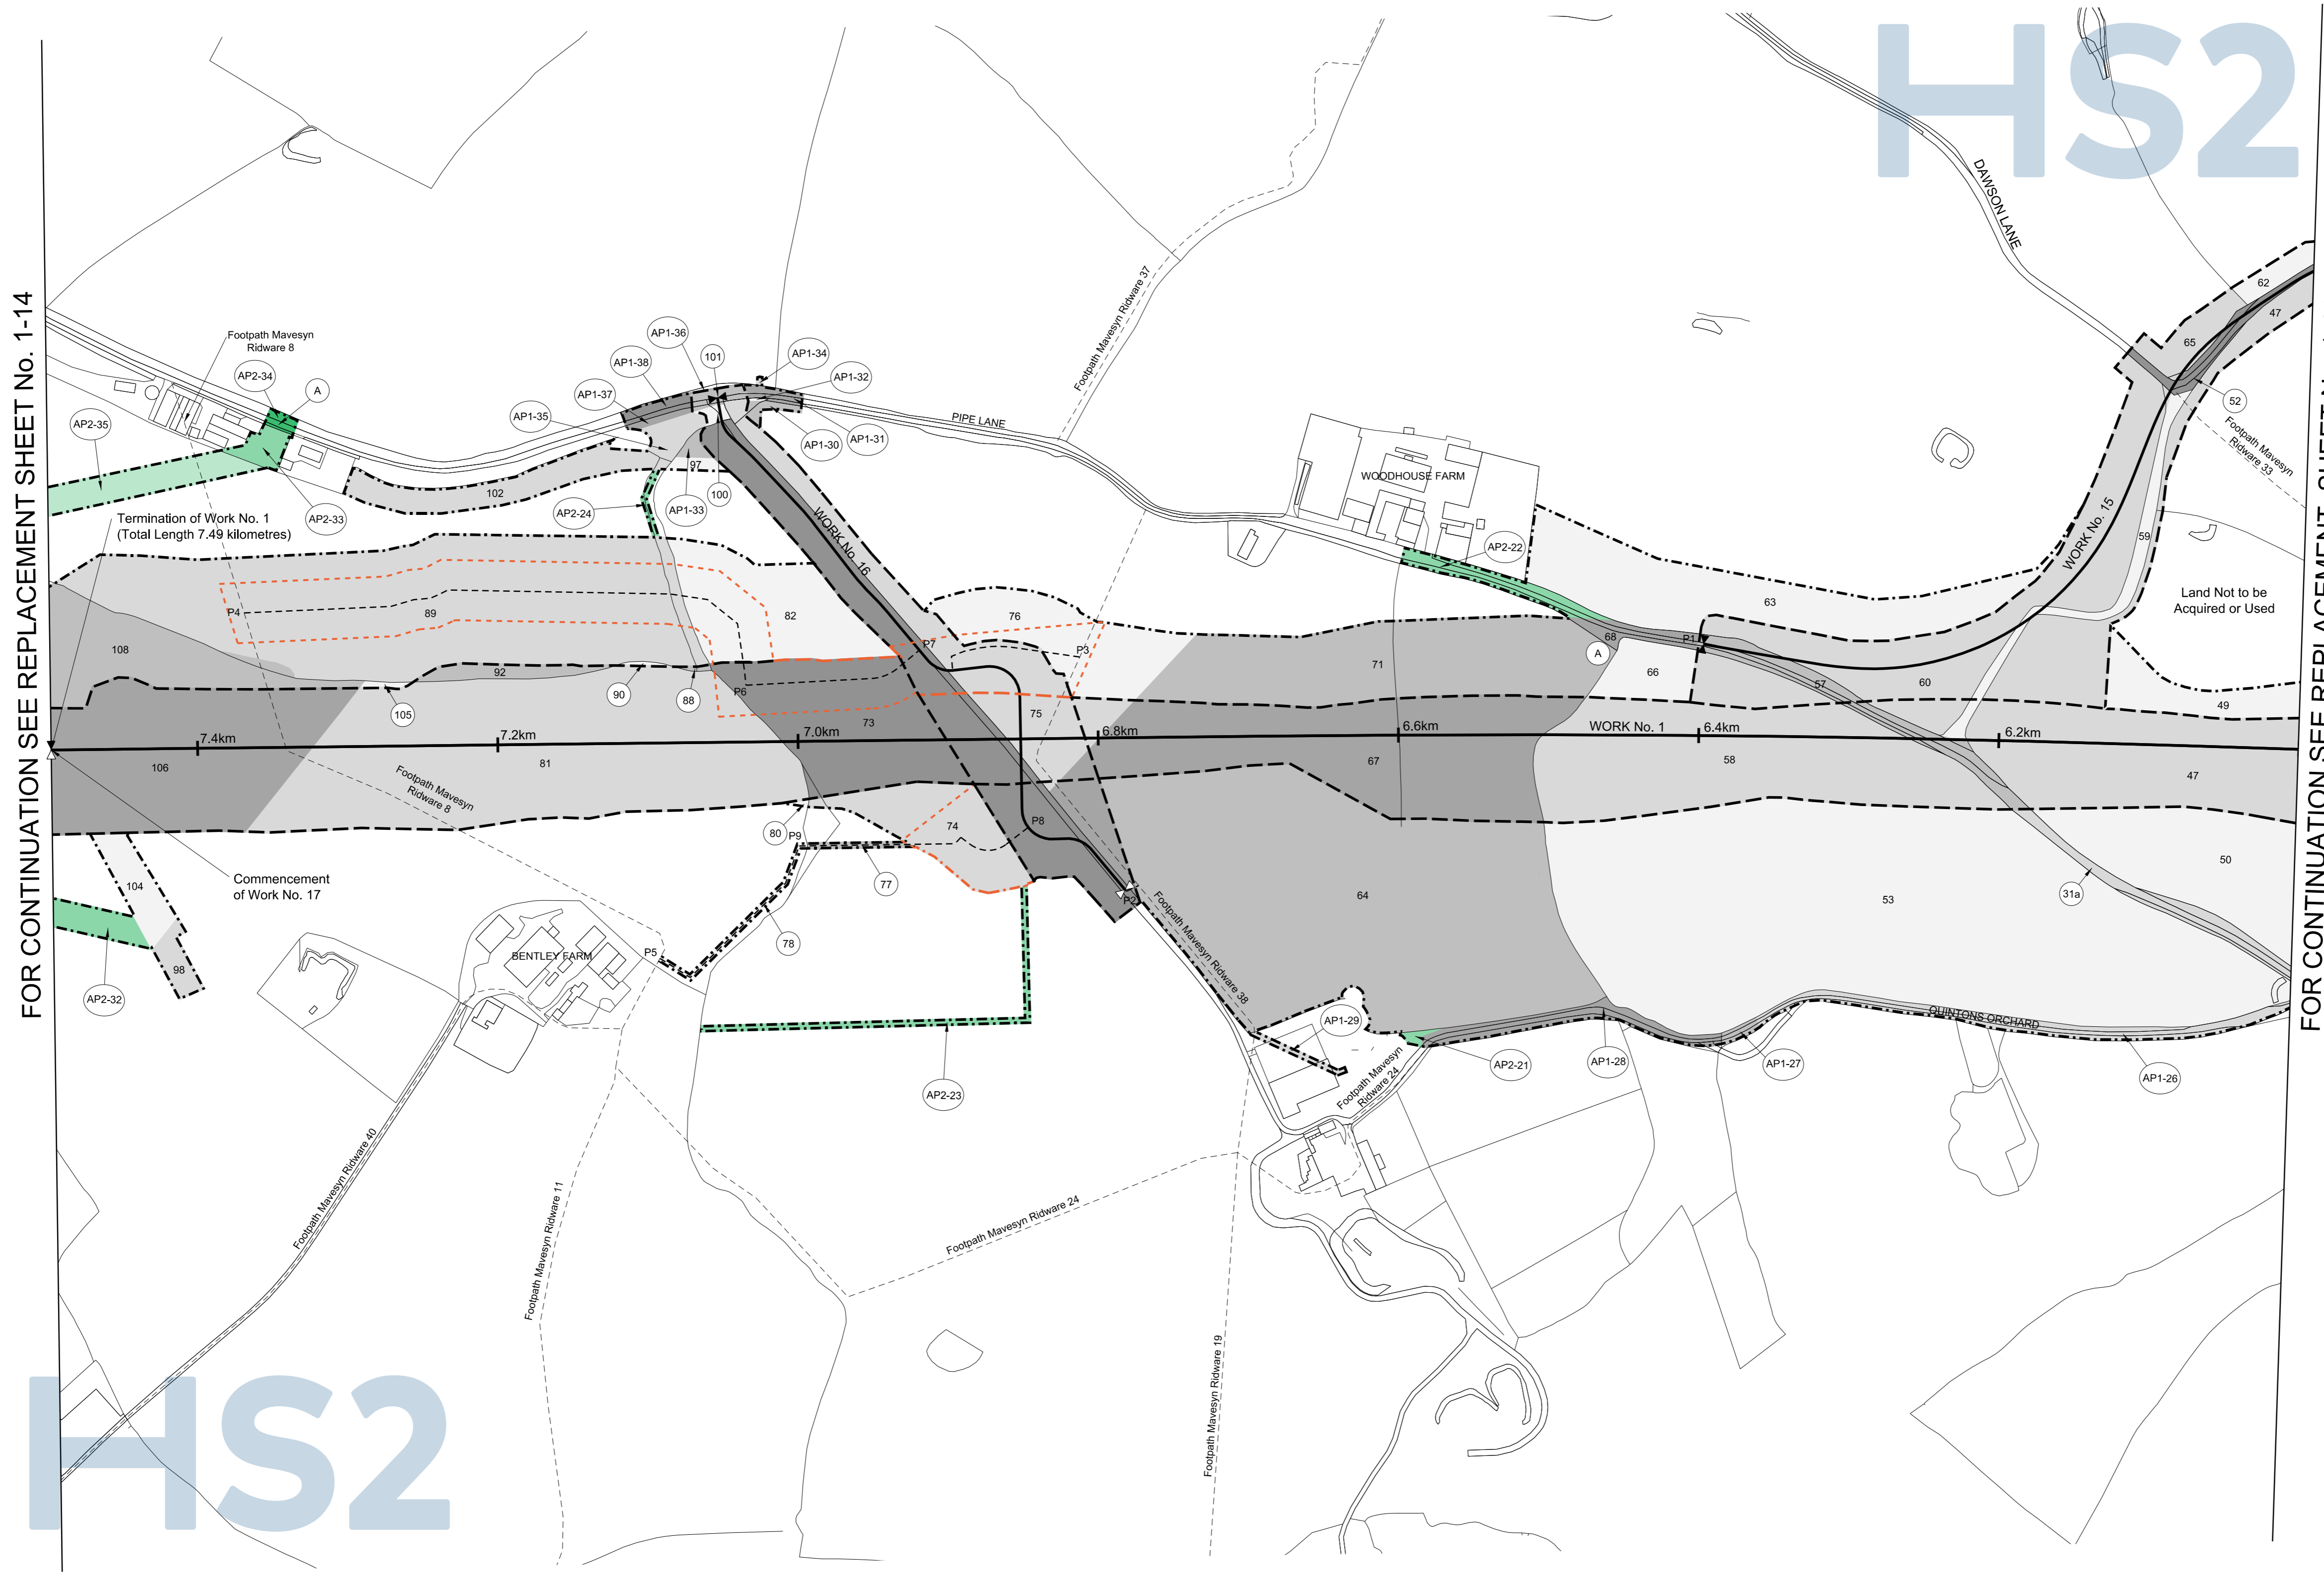 HS2
FOR CONTINUATION SEE REPLACEMENT SHEET No. 1-14
DAWSON LANE
Footpath Mavesyn Ridware 37
62
47
65
52
Footpath Mavesyn
Ridware 33
Footpath Mavesyn
Ridware 8
AP2-34
A
AP2-35
AP1-36
101
AP1-34
AP1-38
AP1-32
AP1-37
AP1-35
AP1-30
AP1-31
PIPE LANE
WOODHOUSE FARM
102
97
100
AP1-33
AP2-24
AP2-33
Termination of Work No. 1
(Total Length 7.49 kilometres)
WORK No. 16
AP2-22
WORK No. 15
59
Land Not to be
Acquired or Used
P4
89
82
76
63
108
P7
P3
68
P1
A
71
66
92
90
88
P6
57
60
105
73
75
49
7.4km
7.2km
7.0km
6.8km
6.6km
WORK No. 1
6.4km
6.2km
106
81
67
58
47
Footpath Mavesyn
Ridware 8
80
P9
74
P8
77
50
104
Commencement
of Work No. 17
64
P2
53
31a
Footpath Mavesyn Ridware 38
78
BENTLEY FARM
P5
98
AP2-32
AP1-29
QUINTONS ORCHARD
Footpath Mavesyn
Ridware 24
AP2-21
AP1-28
AP1-27
AP1-26
AP2-23
Footpath Mavesyn Ridware 40
Footpath Mavesyn Ridware 11
Footpath Mavesyn Ridware 24
Footpath Mavesyn Ridware 19
HS2
FOR CONTINUATION SEE REPLACEMENT SHEET